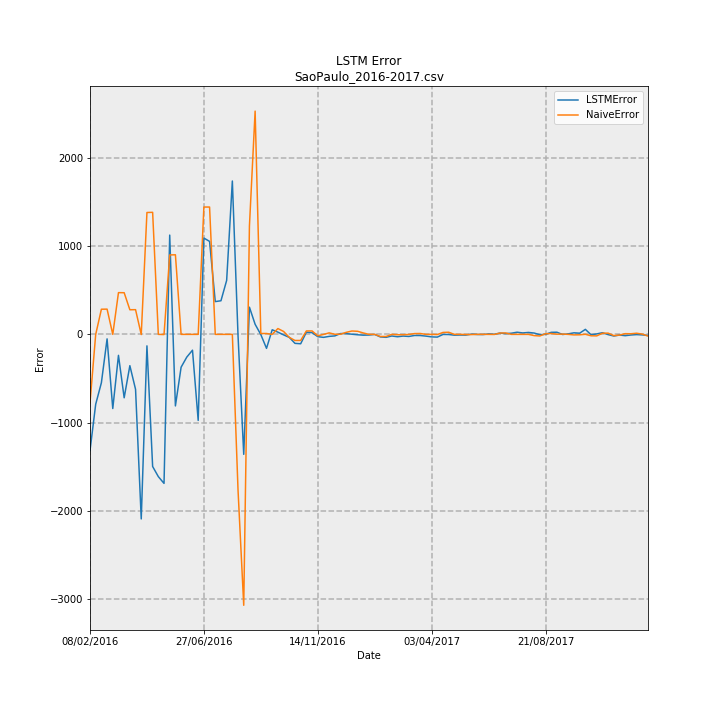 LSTM Error
SaoPaulo_2016-2017.csv
LSTMError
NaiveError
2000
1000
0
−1000
−2000
−3000
Error
08/02/2016
27/06/2016
14/11/2016
03/04/2017
21/08/2017
Date